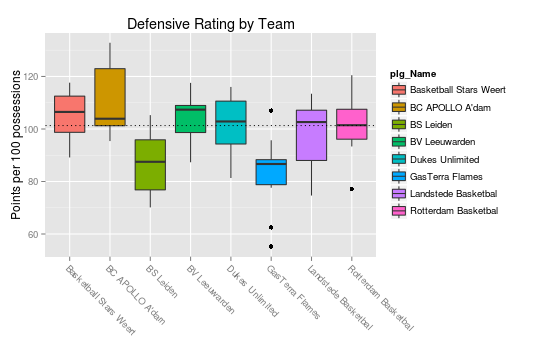 Defensive Rating by Team
Points per 100 possessions
120
100
80
60
Basketball Stars Weert
BC APOLLO A'dam
BS Leiden
BV Leeuwarden
Dukes Unlimited
GasTerra Flames
Landstede Basketbal
Rotterdam Basketbal
plg_Name
Basketball Stars Weert
BC APOLLO A'dam
BS Leiden
BV Leeuwarden
Dukes Unlimited
GasTerra Flames
Landstede Basketbal
Rotterdam Basketbal